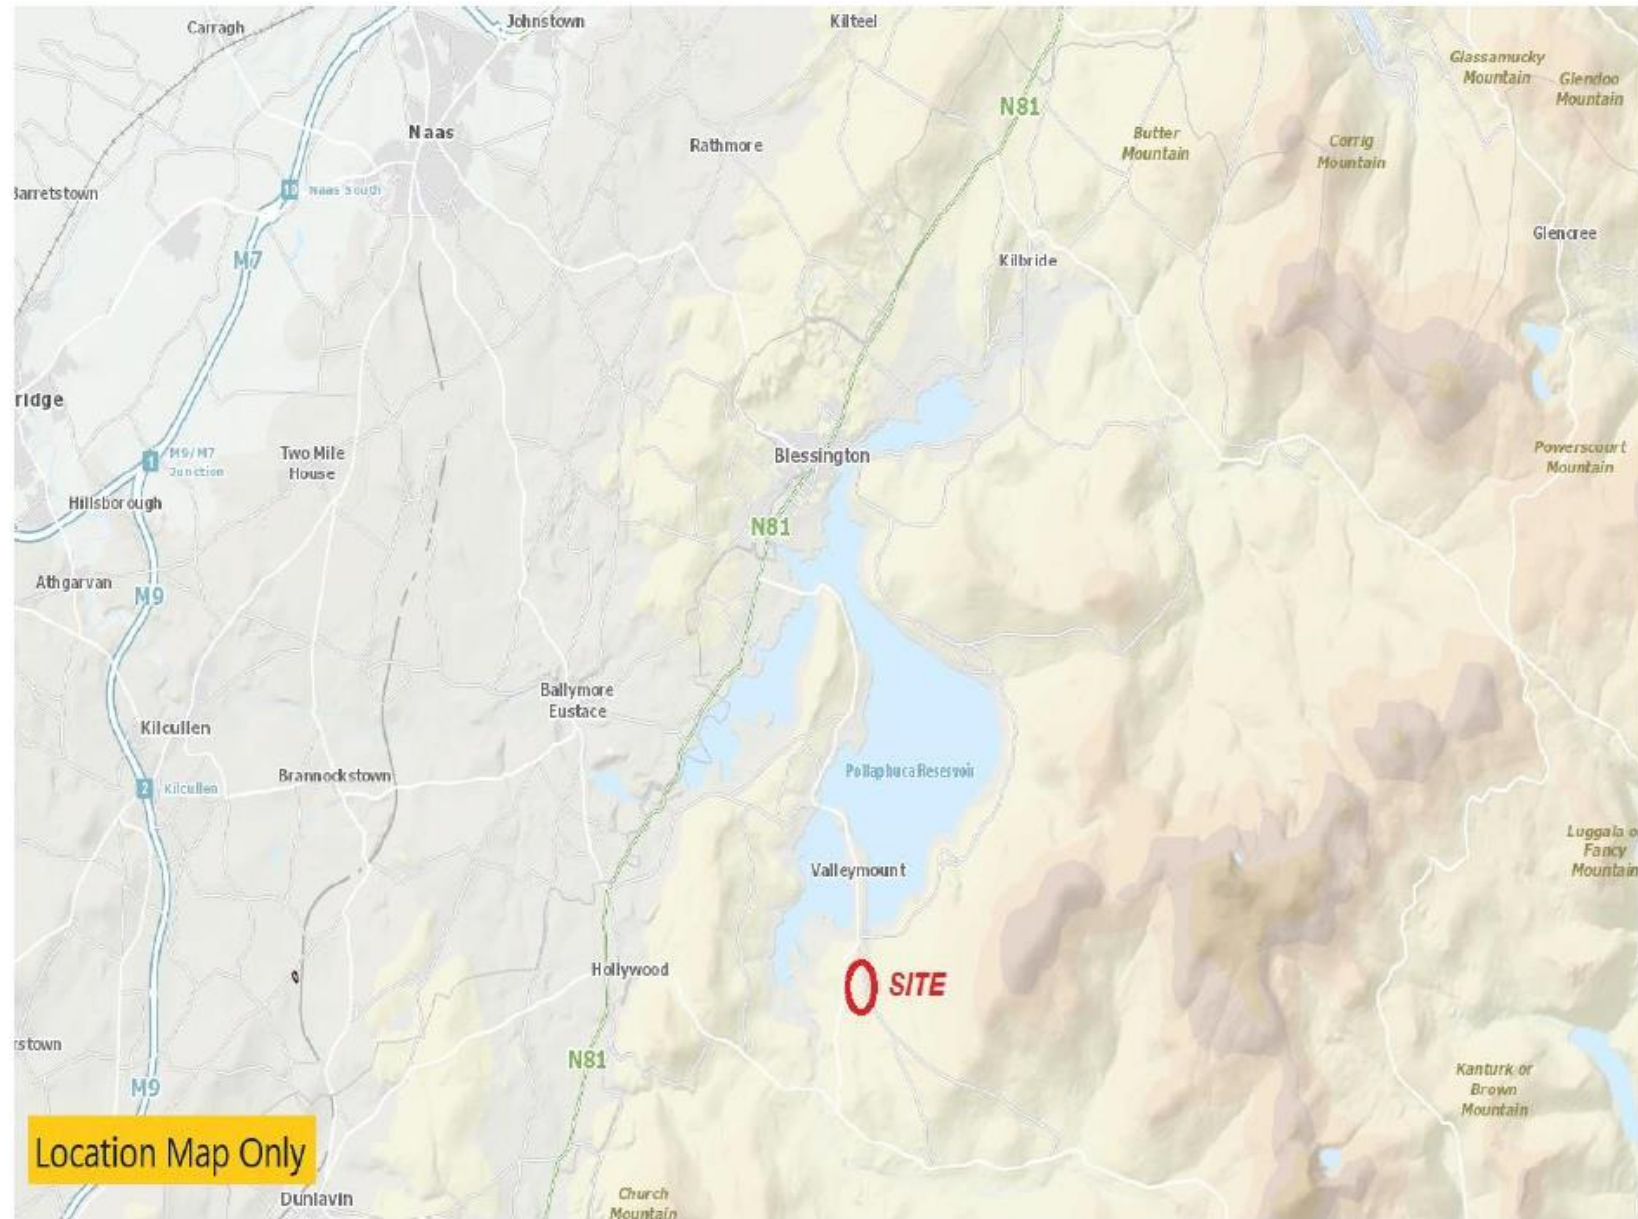 Carragh
Johnstown
Kilteel
Glassamucky
Mountain
Glendoo
Mountain
N81
Naas
Rathmore
Butter
Mountain
Corrig
Mountain
Barretstown
10
Naas South
Glencree
M7
Kilbride
ridge
M9/M7
Junction
1
Two Mile
House
Blessington
Powerscourt
Mountain
Hillsborough
N81
Athgarvan
M9
Ballymore
Eustace
Kilcullen
Brannockstown
Pollaphuca Reservoir
2
Kilcullen
Luggala o
Fancy
Mountain
Valleymount
Hollywood
SITE
rstown
N81
M9
Kanturk or
Brown
Mountain
Location Map Only
Dunlavin
Church
Mountain